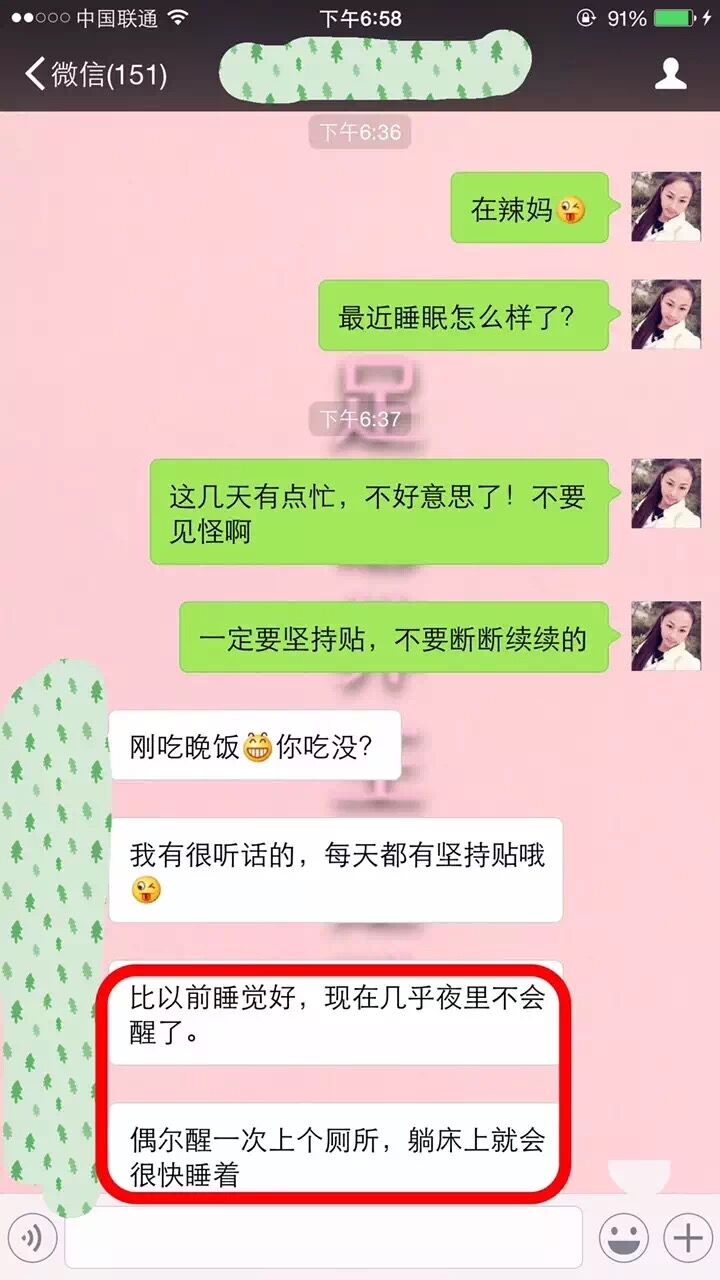 中国联通
下午6:58
91%
微信(151)
下午6:36
在辣妈😜
最近睡眠怎么样了？
下午6:37
这几天有点忙，不好意思了！不要
见怪啊
一定要坚持贴，不要断断续续的
刚吃晚饭😁你吃没？
我有很听话的，每天都有坚持贴哦
😜
比以前睡觉好，现在几乎夜里不会
醒了。
偶尔醒一次上个厕所，躺床上就会
很快睡着
足